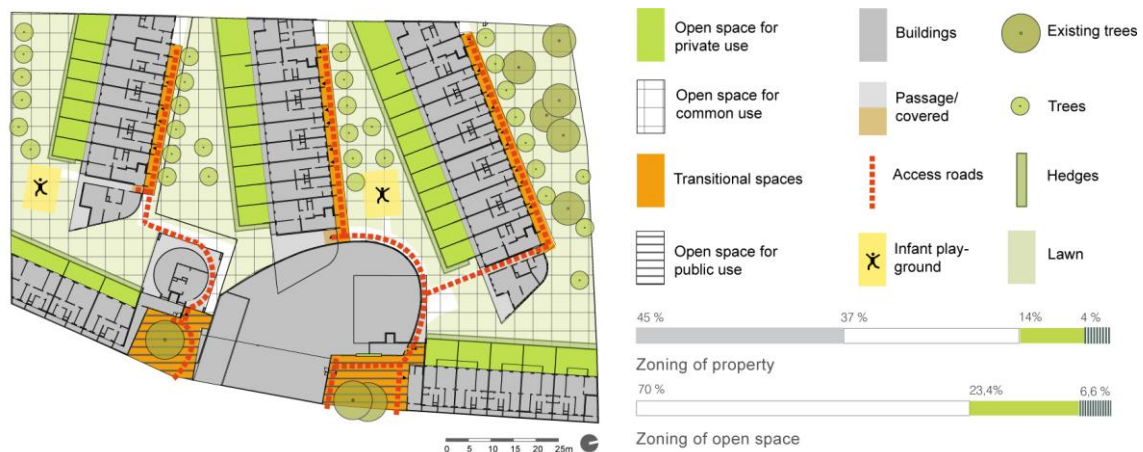 Open space for
private use
Buildings
Existing trees
Open space for
common use
Passage/
covered
Trees
Transitional spaces
Access roads
Hedges
Open space for
public use
Infant play-
ground
Lawn
45 % 37 % 14% 4 %
Zoning of property
70 % 23,4% 6,6 %
Zoning of open space
0 5 10 15 20 25m